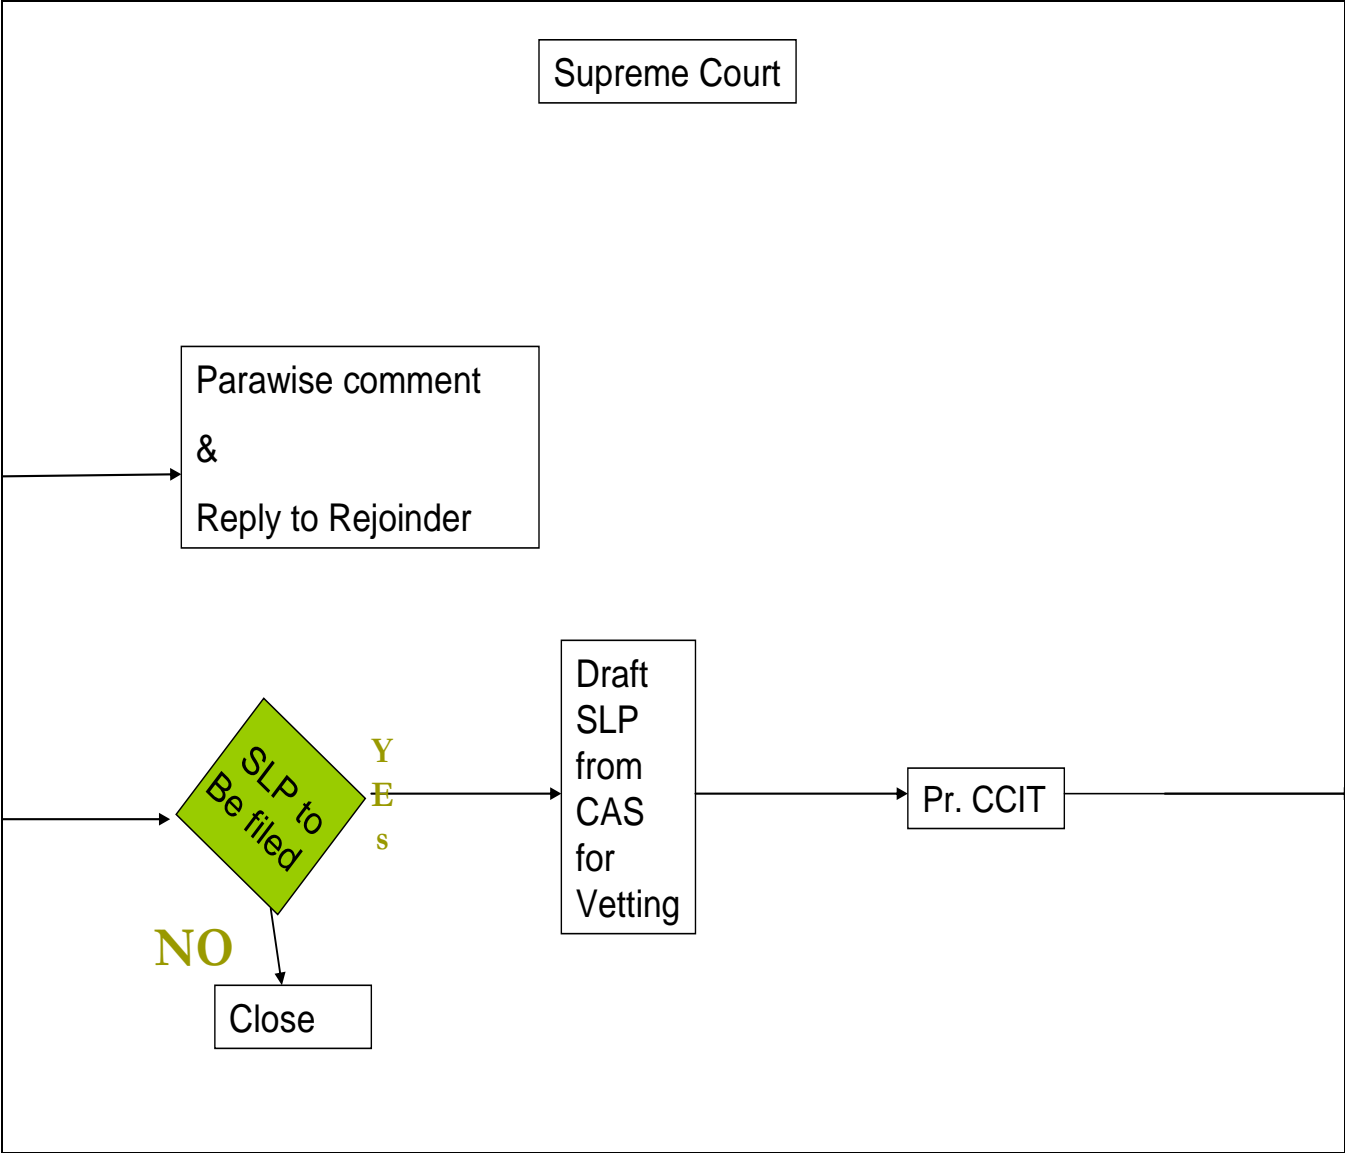 Supreme Court
Parawise comment
&
Reply to Rejoinder
SLP to
Be filed
Y
E
s
Draft
SLP
from
CAS
for
Vetting
Pr. CCIT
NO
Close